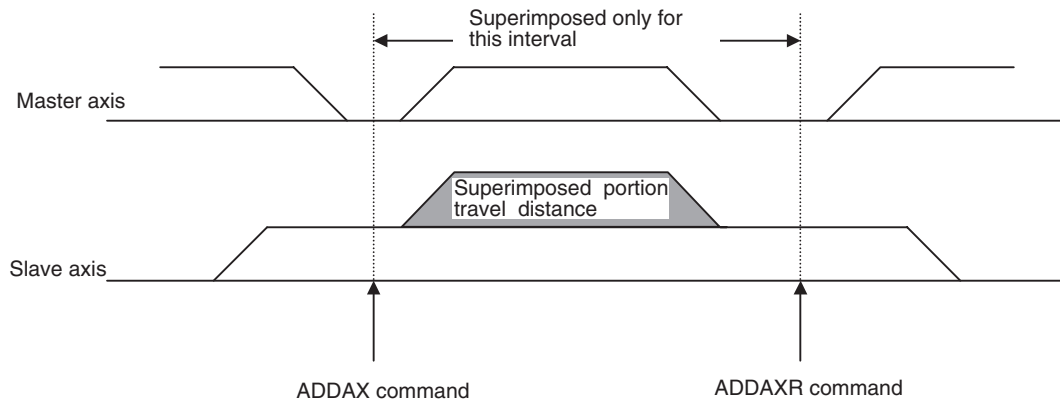 Superimposed only for
this interval
Master axis
Superimposed portion
travel distance
Slave axis
ADDAX command
ADDAXR command